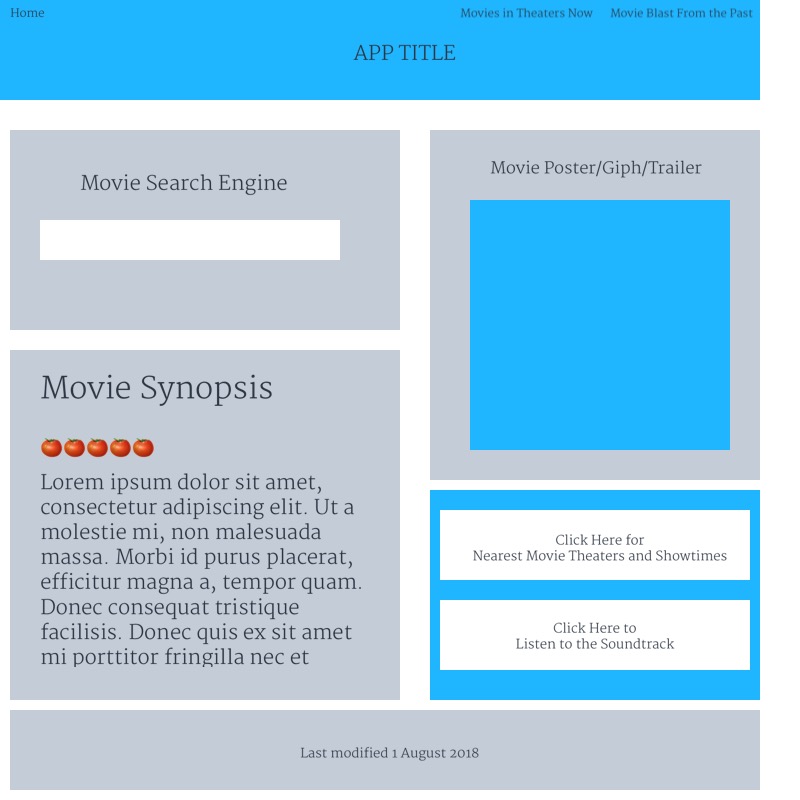 Home
Movies in Theaters Now
Movie Blast From the Past
APP TITLE
Movie Search Engine
Movie Synopsis
Lorem ipsum dolor sit amet,
consectetur adipiscing elit. Ut a
molestie mi, non malesuada
massa. Morbi id purus placerat,
efficitur magna a, tempor quam.
Donec consequat tristique
facilisis. Donec quis ex sit amet
mi porttitor fringilla nec et
Movie Poster/Giph/Trailer
Click Here for
Nearest Movie Theaters and Showtimes
Click Here to
Listen to the Soundtrack
Last modified 1 August 2018